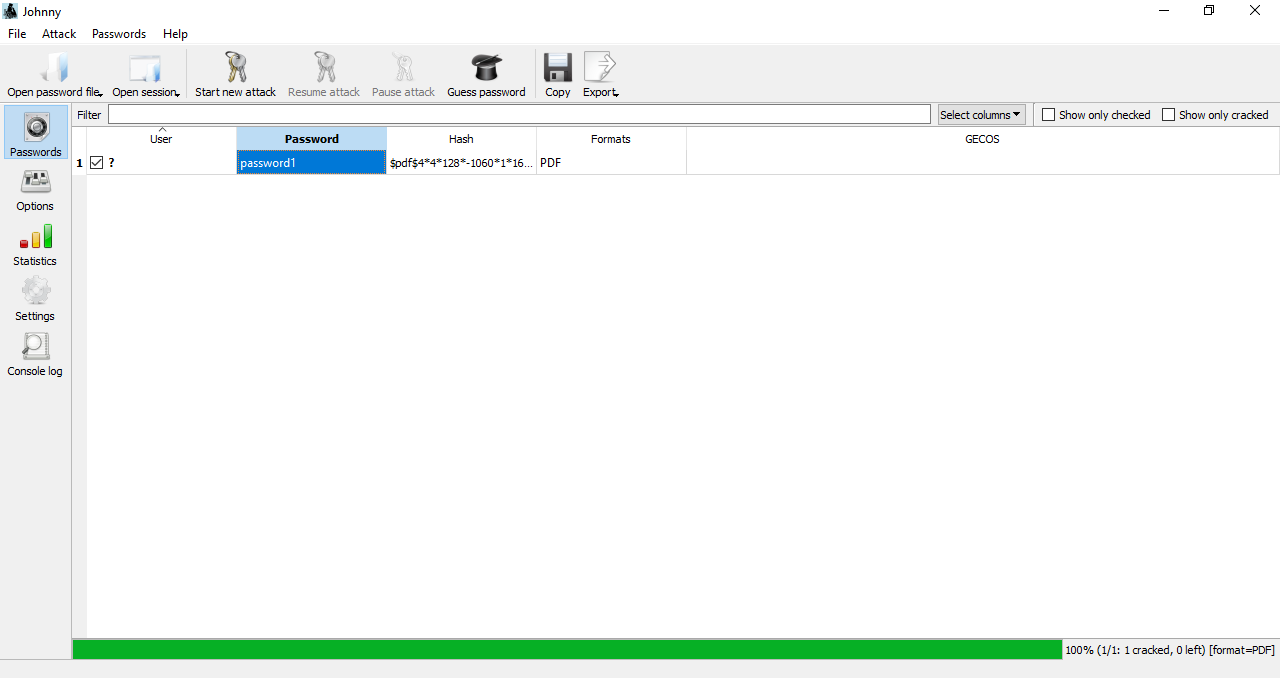 Johnny
File Attack Passwords Help
Open password file Open session Start new attack Resume attack Pause attack Guess password Copy Export
Filter Select columns Show only checked Show only cracked
Passwords
Options
Statistics
Settings
Console log
User Password Hash Formats GECOS
1 ? password1 $pdf$4*4*128*-1060*1*16... PDF
100% (1/1: 1 cracked, 0 left) [format=PDF]